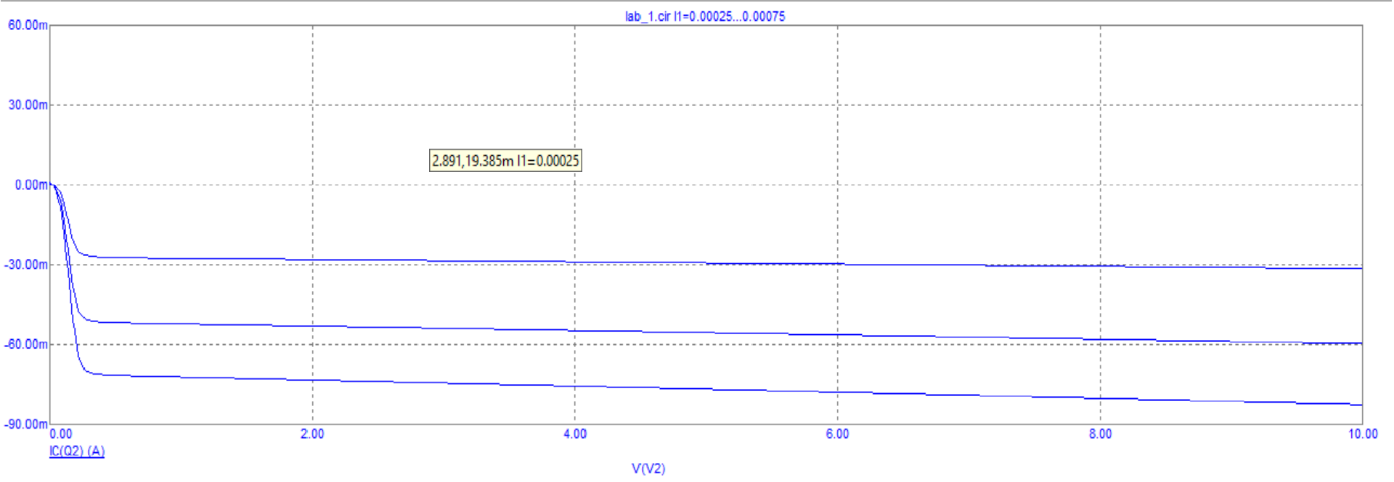 lab_1.cir I1=0.00025...0.00075
60.00m
30.00m
2.891,19.385m I1=0.00025
0.00m
-30.00m
-60.00m
-90.00m
0.00 2.00 4.00 6.00 8.00 10.00
IC(Q2) (A)
V(V2)